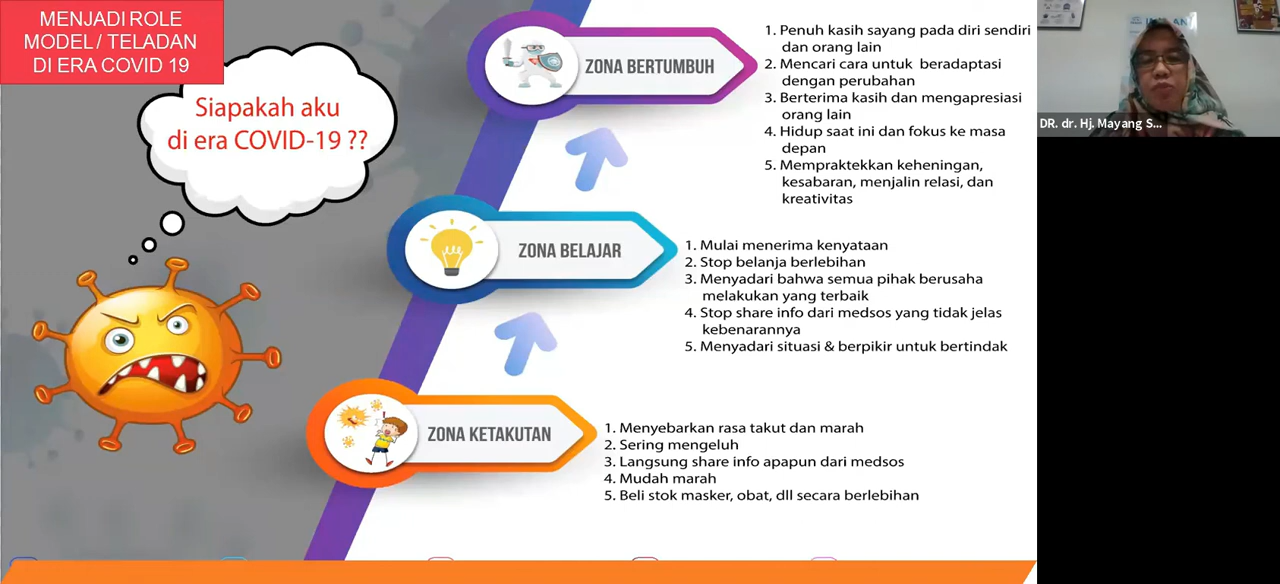 MENJADI ROLE
MODEL / TELADAN
DI ERA COVID 19
Siapakah aku
di era COVID-19 ??
ZONA BERTUMBUH
1. Penuh kasih sayang pada diri sendiri
dan orang lain
2. Mencari cara untuk beradaptasi
dengan perubahan
3. Berterima kasih dan mengapresiasi
orang lain
4. Hidup saat ini dan fokus ke masa
depan
5. Mempraktekkan keheningan,
kesabaran, menjalin relasi, dan
kreativitas
ZONA BELAJAR
1. Mulai menerima kenyataan
2. Stop belanja berlebihan
3. Menyadari bahwa semua pihak berusaha
melakukan yang terbaik
4. Stop share info dari medsos yang tidak jelas
kebenarannya
5. Menyadari situasi & berpikir untuk bertindak
ZONA KETAKUTAN
1. Menyebarkan rasa takut dan marah
2. Sering mengeluh
3. Langsung share info apapun dari medsos
4. Mudah marah
5. Beli stok masker, obat, dll secara berlebihan
DR. dr. Hj. Mayang S...